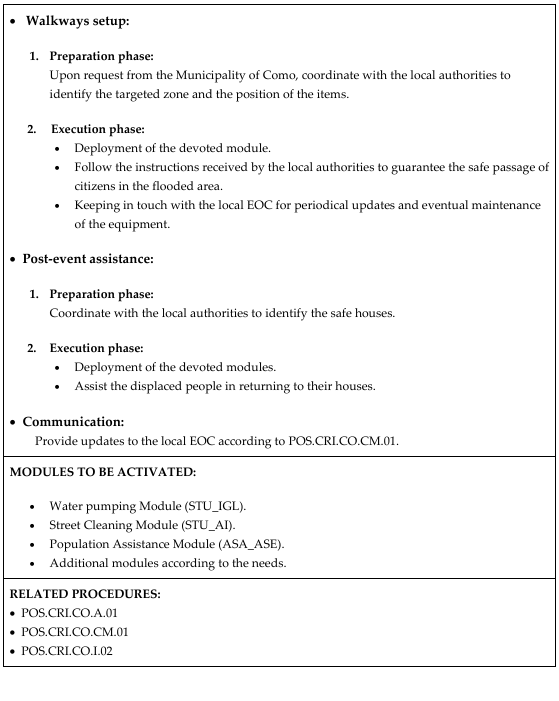 • Walkways setup:
1. Preparation phase:
Upon request from the Municipality of Como, coordinate with the local authorities to
identify the targeted zone and the position of the items.
2. Execution phase:
• Deployment of the devoted module.
• Follow the instructions received by the local authorities to guarantee the safe passage of
citizens in the flooded area.
• Keeping in touch with the local EOC for periodical updates and eventual maintenance
of the equipment.
• Post-event assistance:
1. Preparation phase:
Coordinate with the local authorities to identify the safe houses.
2. Execution phase:
• Deployment of the devoted modules.
• Assist the displaced people in returning to their houses.
• Communication:
Provide updates to the local EOC according to POS.CRI.CO.CM.01.
MODULES TO BE ACTIVATED:
• Water pumping Module (STU_IGL).
• Street Cleaning Module (STU_AI).
• Population Assistance Module (ASA_ASE).
• Additional modules according to the needs.
RELATED PROCEDURES:
• POS.CRI.CO.A.01
• POS.CRI.CO.CM.01
• POS.CRI.CO.I.02